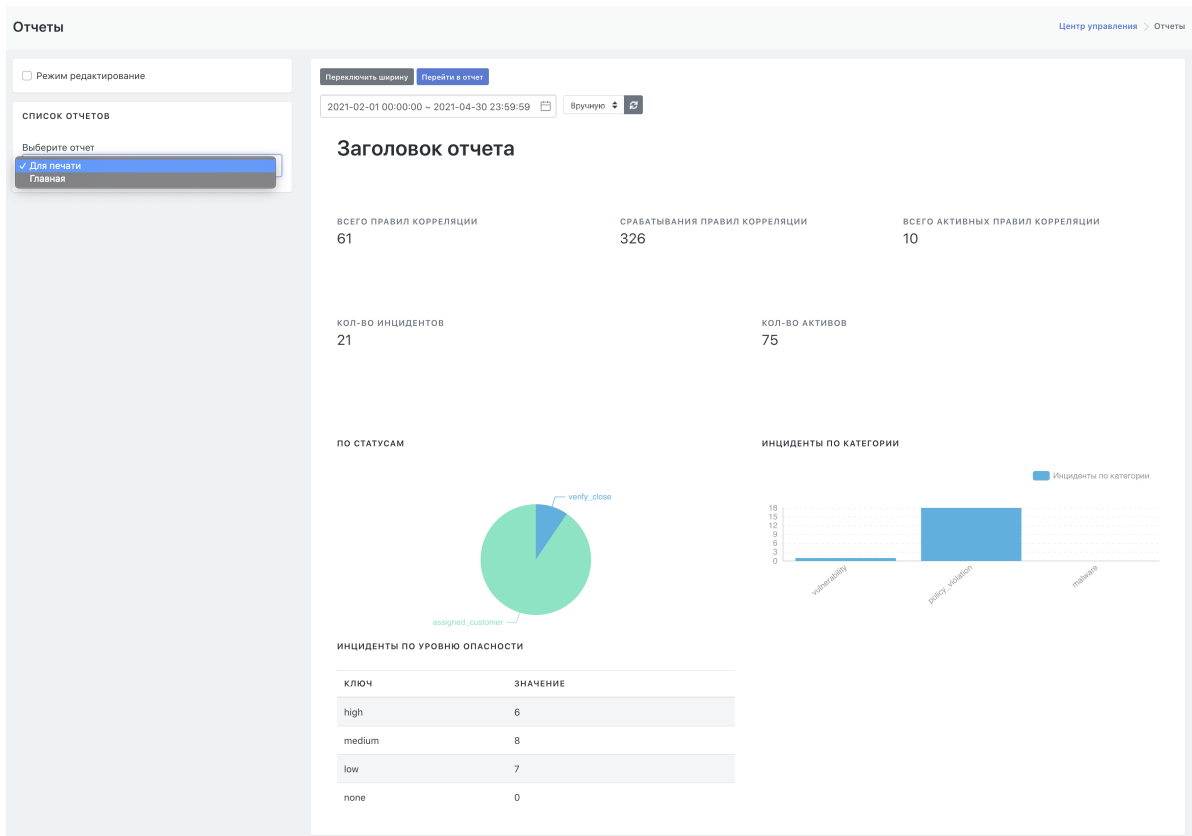 Отчеты
Центр управления > Отчеты
Режим редактирование
СПИСОК ОТЧЕТОВ
Выберите отчет
✓ Для печати
Главная
Переключить ширину
Перейти в отчет
2021-02-01 00:00:00 ~ 2021-04-30 23:59:59
Вручную
Заголовок отчета
ВСЕГО ПРАВИЛ КОРРЕЛЯЦИИ
61
СРАБАТЫВАНИЯ ПРАВИЛ КОРРЕЛЯЦИИ
326
ВСЕГО АКТИВНЫХ ПРАВИЛ КОРРЕЛЯЦИИ
10
КОЛ-ВО ИНЦИДЕНТОВ
21
КОЛ-ВО АКТИВОВ
75
ПО СТАТУСАМ
verify_close
assigned_customer
ИНЦИДЕНТЫ ПО КАТЕГОРИИ
Инциденты по категории
18
15
12
9
6
3
0
vulnerability
policy_violation
malware
ИНЦИДЕНТЫ ПО УРОВНЮ ОПАСНОСТИ
КЛЮЧ ЗНАЧЕНИЕ
high 6
medium 8
low 7
none 0